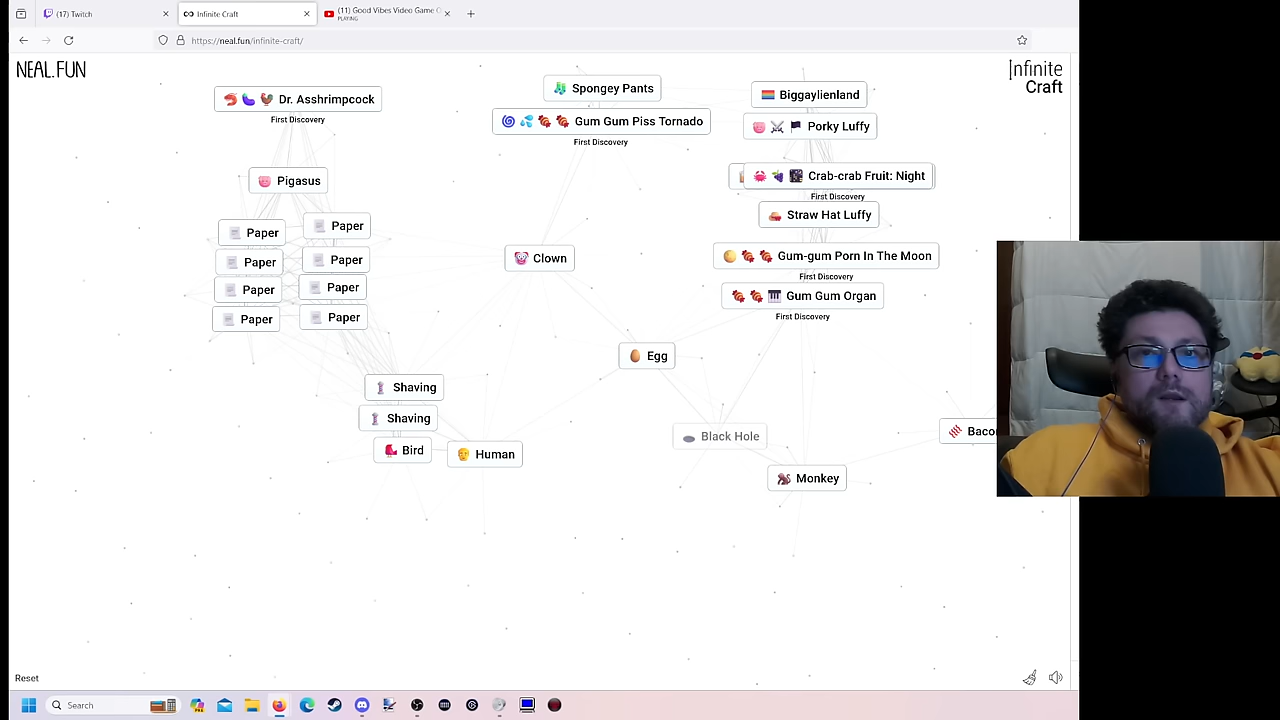 (17) Twitch
Infinite Craft
(11) Good Vibes Video Game
PLAYING
https://neal.fun/infinite-craft/
NEAL.FUN
Infinite
Craft
Dr. Asshrimpcock
First Discovery
Spongey Pants
Gum Gum Piss Tornado
First Discovery
Biggaylienland
Porky Luffy
Crab-crab Fruit: Night
First Discovery
Straw Hat Luffy
Gum-gum Porn In The Moon
First Discovery
Gum Gum Organ
First Discovery
Pigasus
Paper
Paper
Paper
Paper
Paper
Paper
Paper
Paper
Clown
Egg
Shaving
Shaving
Bird
Human
Black Hole
Monkey
Baco
Reset
Search